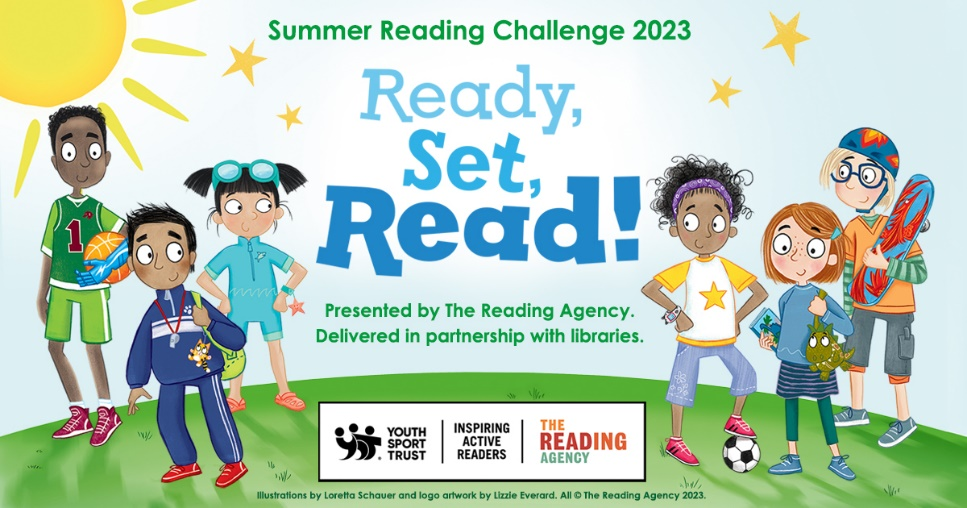 Summer Reading Challenge 2023
Ready,
Set,
Read!
1
Presented by The Reading Agency.
Delivered in partnership with libraries.
YOUTH
SPORT
TRUST
INSPIRING
ACTIVE
READERS
THE
READING
AGENCY
Illustrations by Loretta Schauer and logo artwork by Lizzie Everard. All © The Reading Agency 2023.